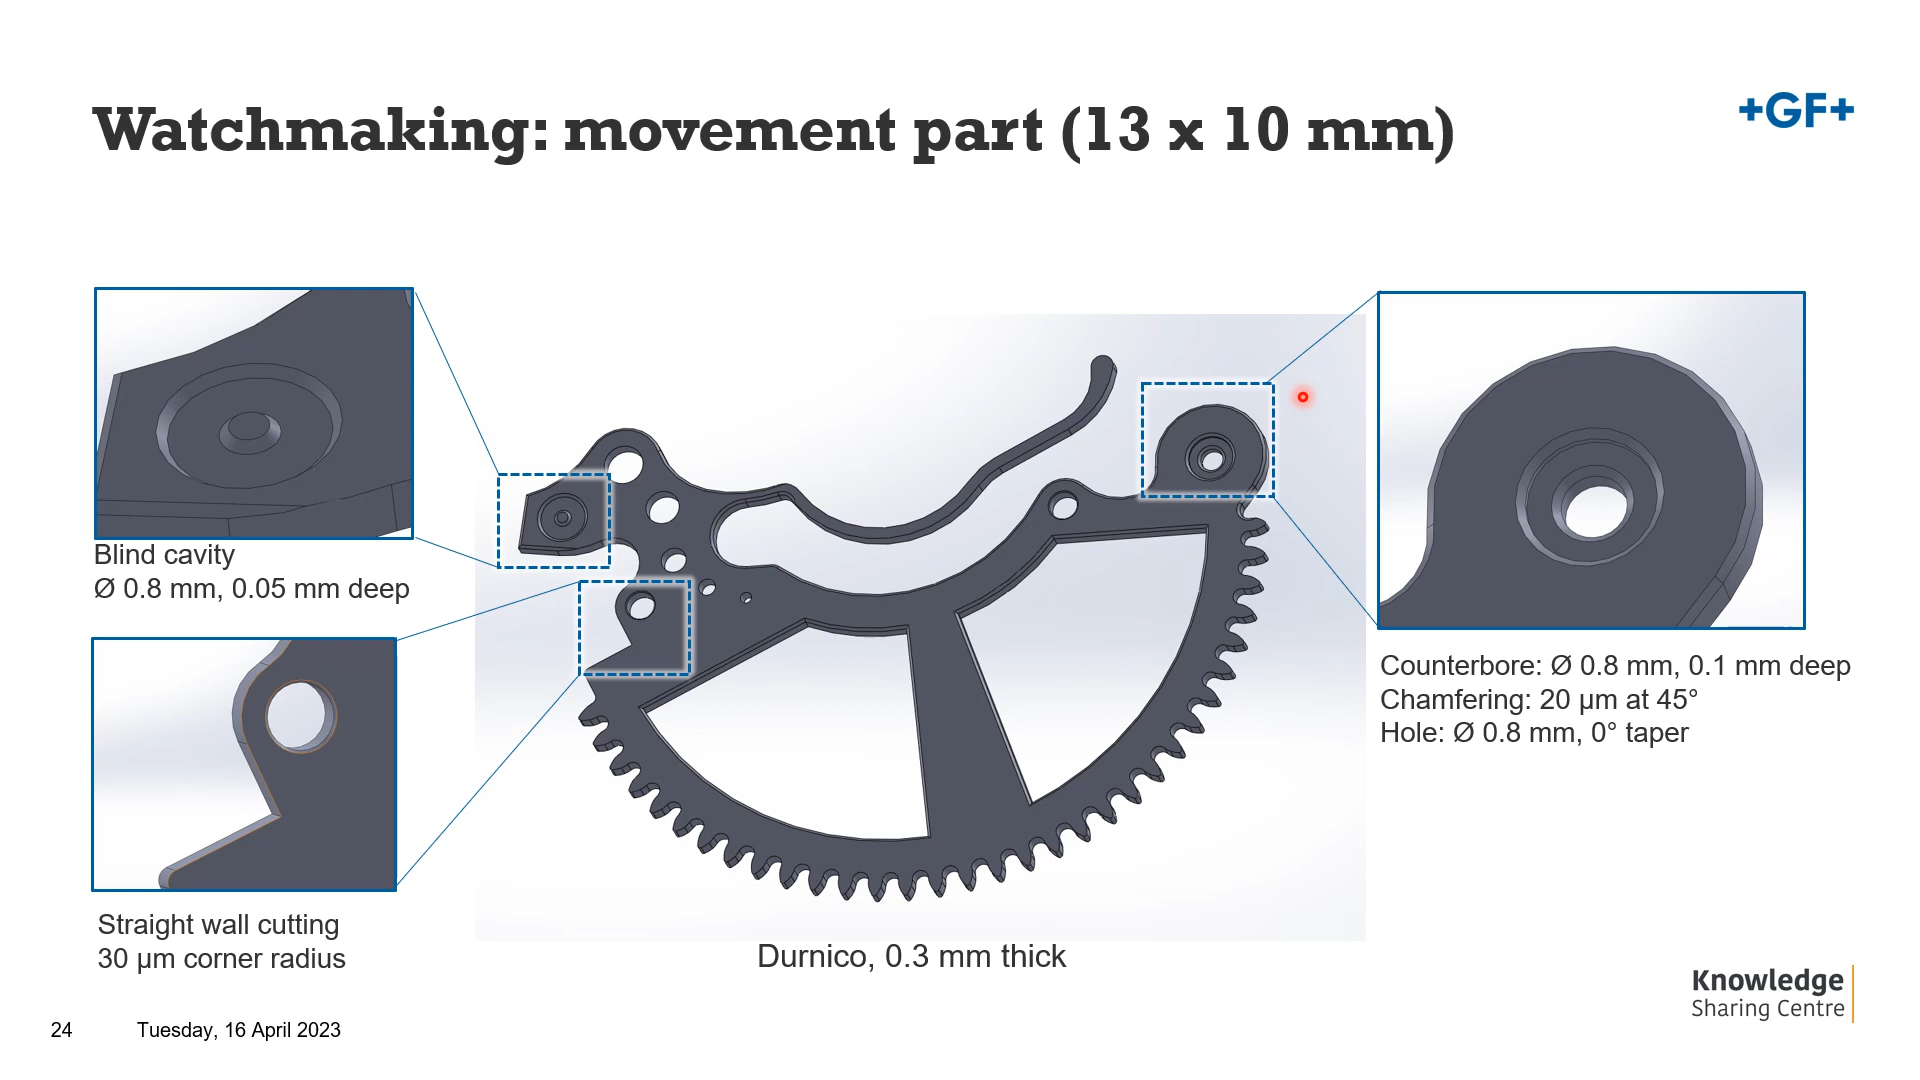 Watchmaking: movement part (13 x 10 mm)
+GF+
Blind cavity
Ø 0.8 mm, 0.05 mm deep
Straight wall cutting
30 µm corner radius
Counterbore: Ø 0.8 mm, 0.1 mm deep
Chamfering: 20 µm at 45°
Hole: Ø 0.8 mm, 0° taper
Durnico, 0.3 mm thick
Knowledge
Sharing Centre
24
Tuesday, 16 April 2023